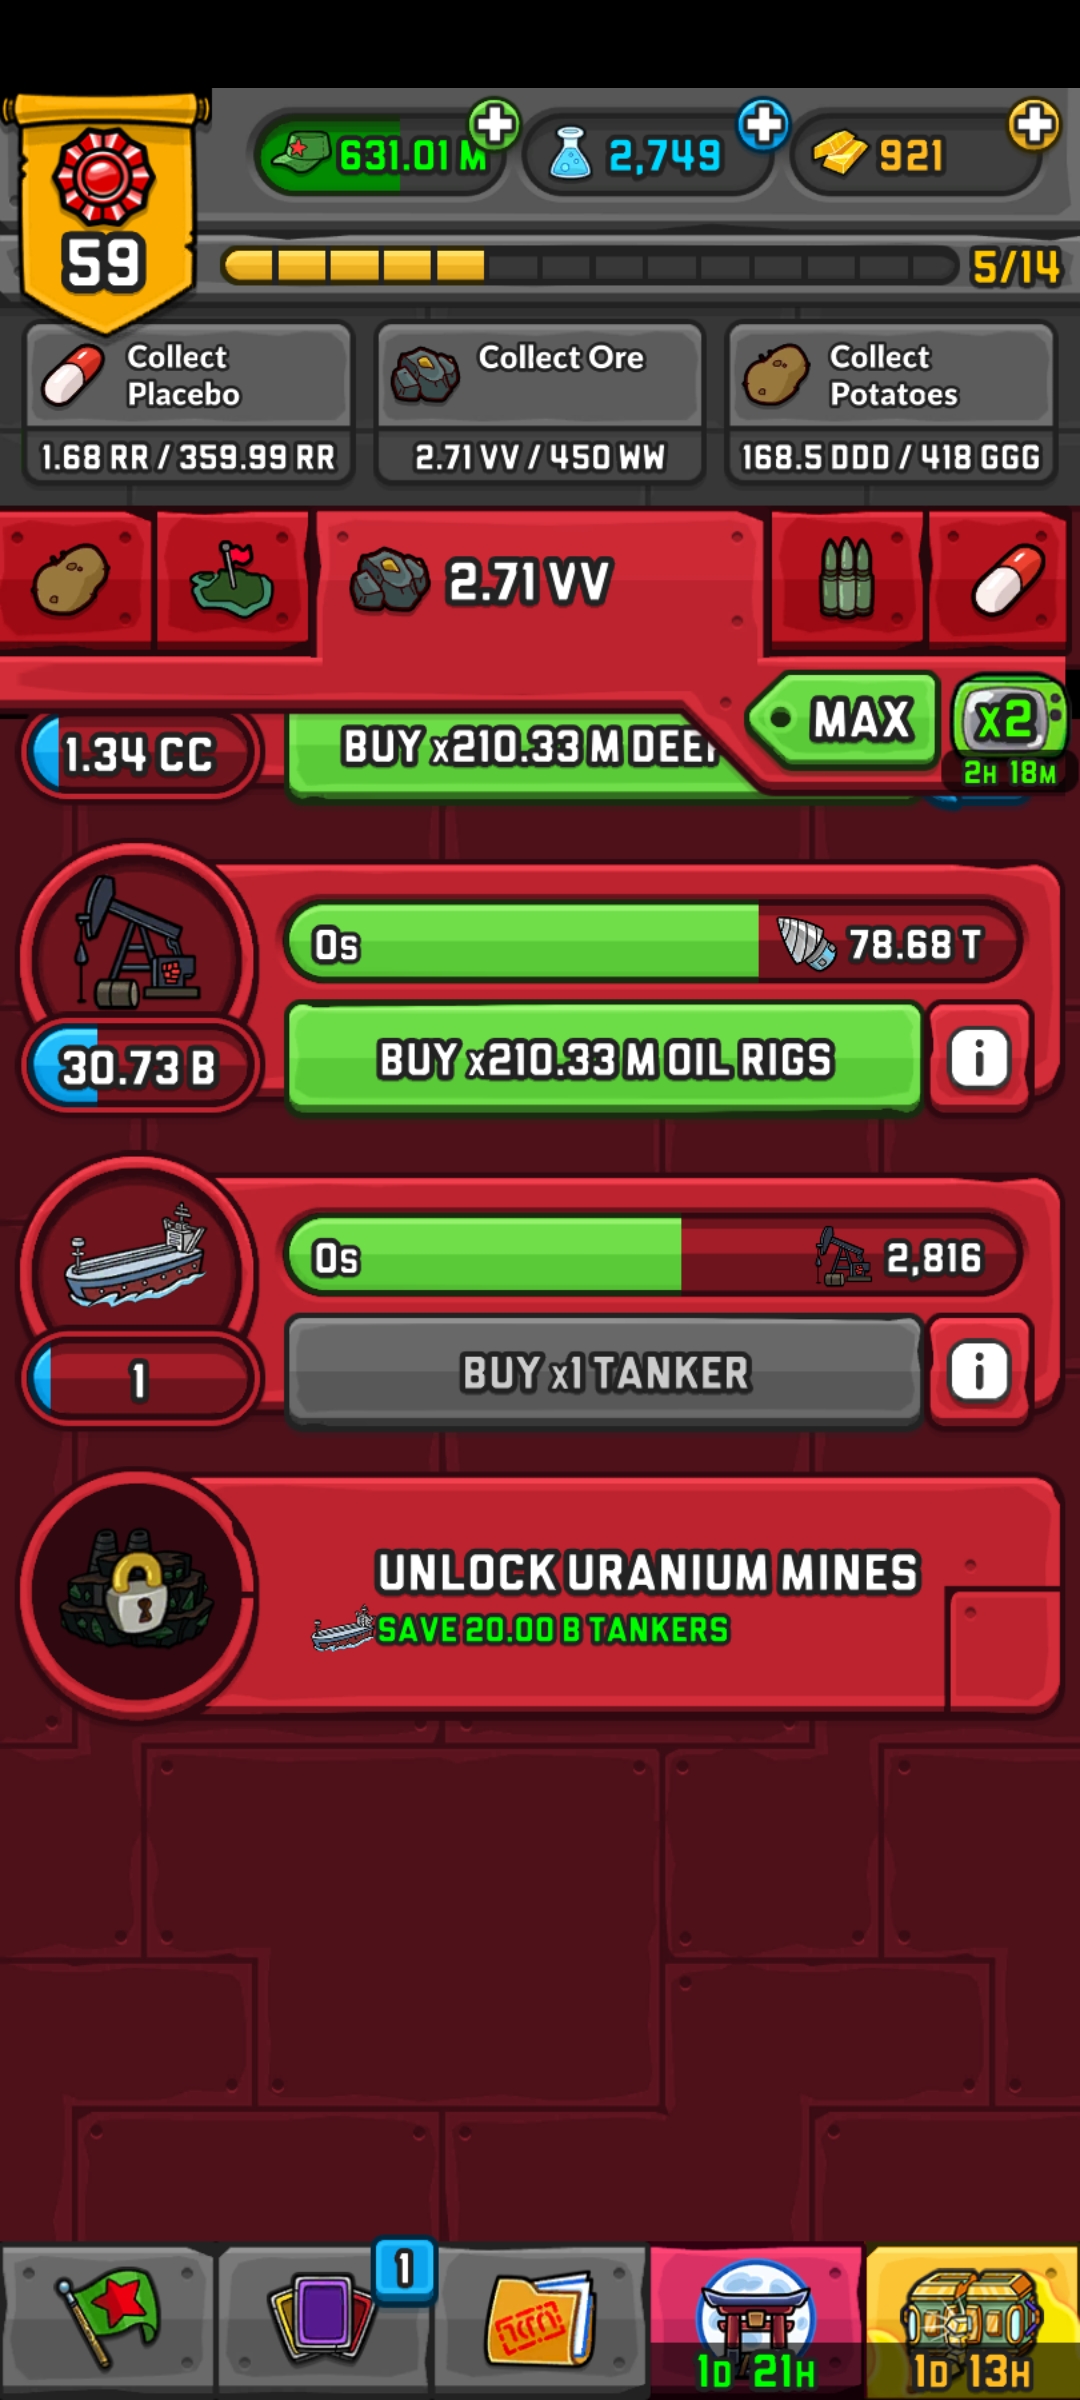 631.01 M
2,749
921
59
5/14
Collect
Placebo
1.68 RR / 359.99 RR
Collect Ore
2.71 VV / 450 WW
Collect
Potatoes
168.5 DDD / 418 GGG
2.71 VV
MAX
x2
2H 18M
1.34 CC
BUY x210.33 M DEEP
0s
78.68 T
30.73 B
BUY x210.33 M OIL RIGS
i
0s
2,816
1
BUY x1 TANKER
i
UNLOCK URANIUM MINES
SAVE 20.00 B TANKERS
1
1D 21H
1D 13H